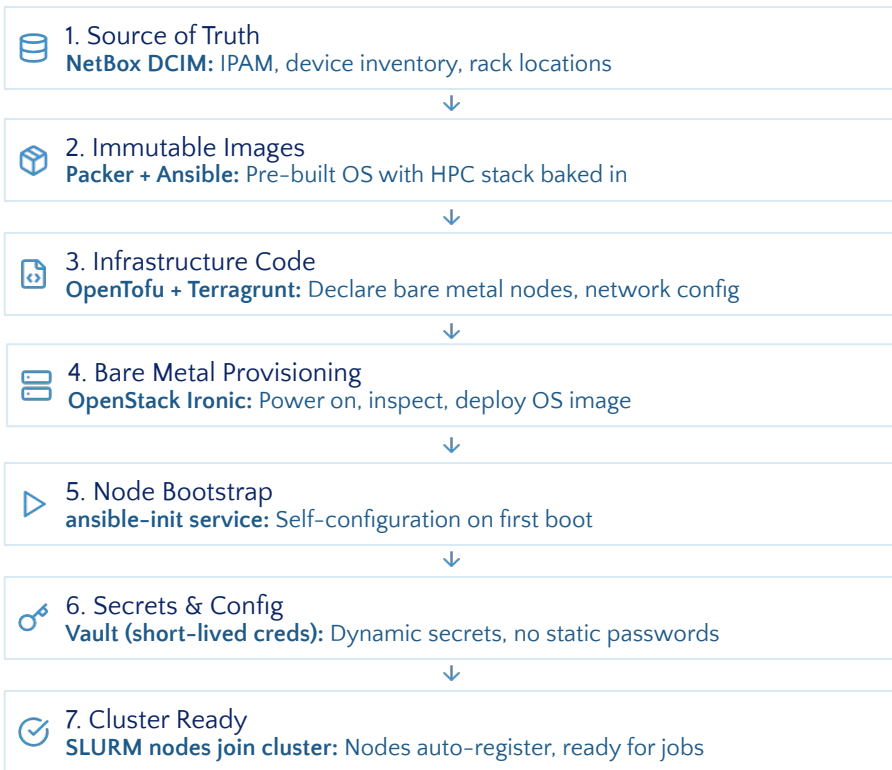 1. Source of Truth
NetBox DCIM: IPAM, device inventory, rack locations
2. Immutable Images
Packer + Ansible: Pre-built OS with HPC stack baked in
3. Infrastructure Code
OpenTofu + Terragrunt: Declare bare metal nodes, network config
4. Bare Metal Provisioning
OpenStack Ironic: Power on, inspect, deploy OS image
5. Node Bootstrap
ansible-init service: Self-configuration on first boot
6. Secrets & Config
Vault (short-lived creds): Dynamic secrets, no static passwords
7. Cluster Ready
SLURM nodes join cluster: Nodes auto-register, ready for jobs